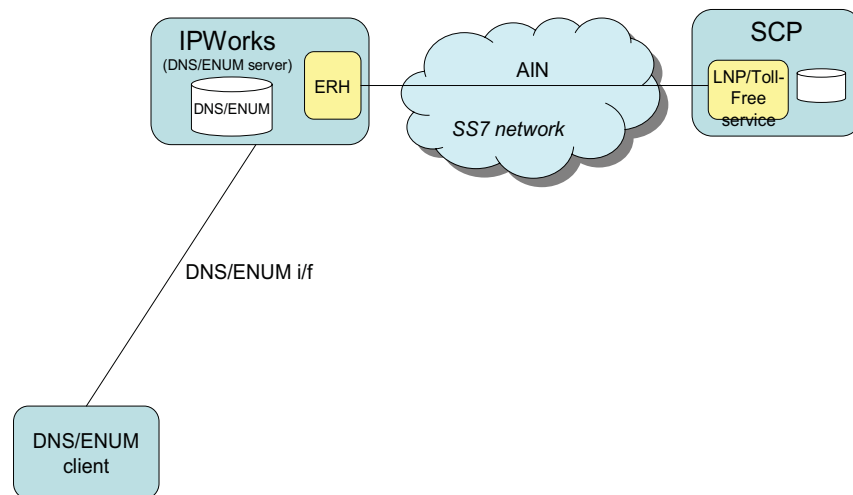 IPWorks
(DNS/ENUM server)
DNS/ENUM
ERH
AIN
SS7 network
SCP
LNP/Toll-
Free
service
DNS/ENUM i/f
DNS/ENUM
client